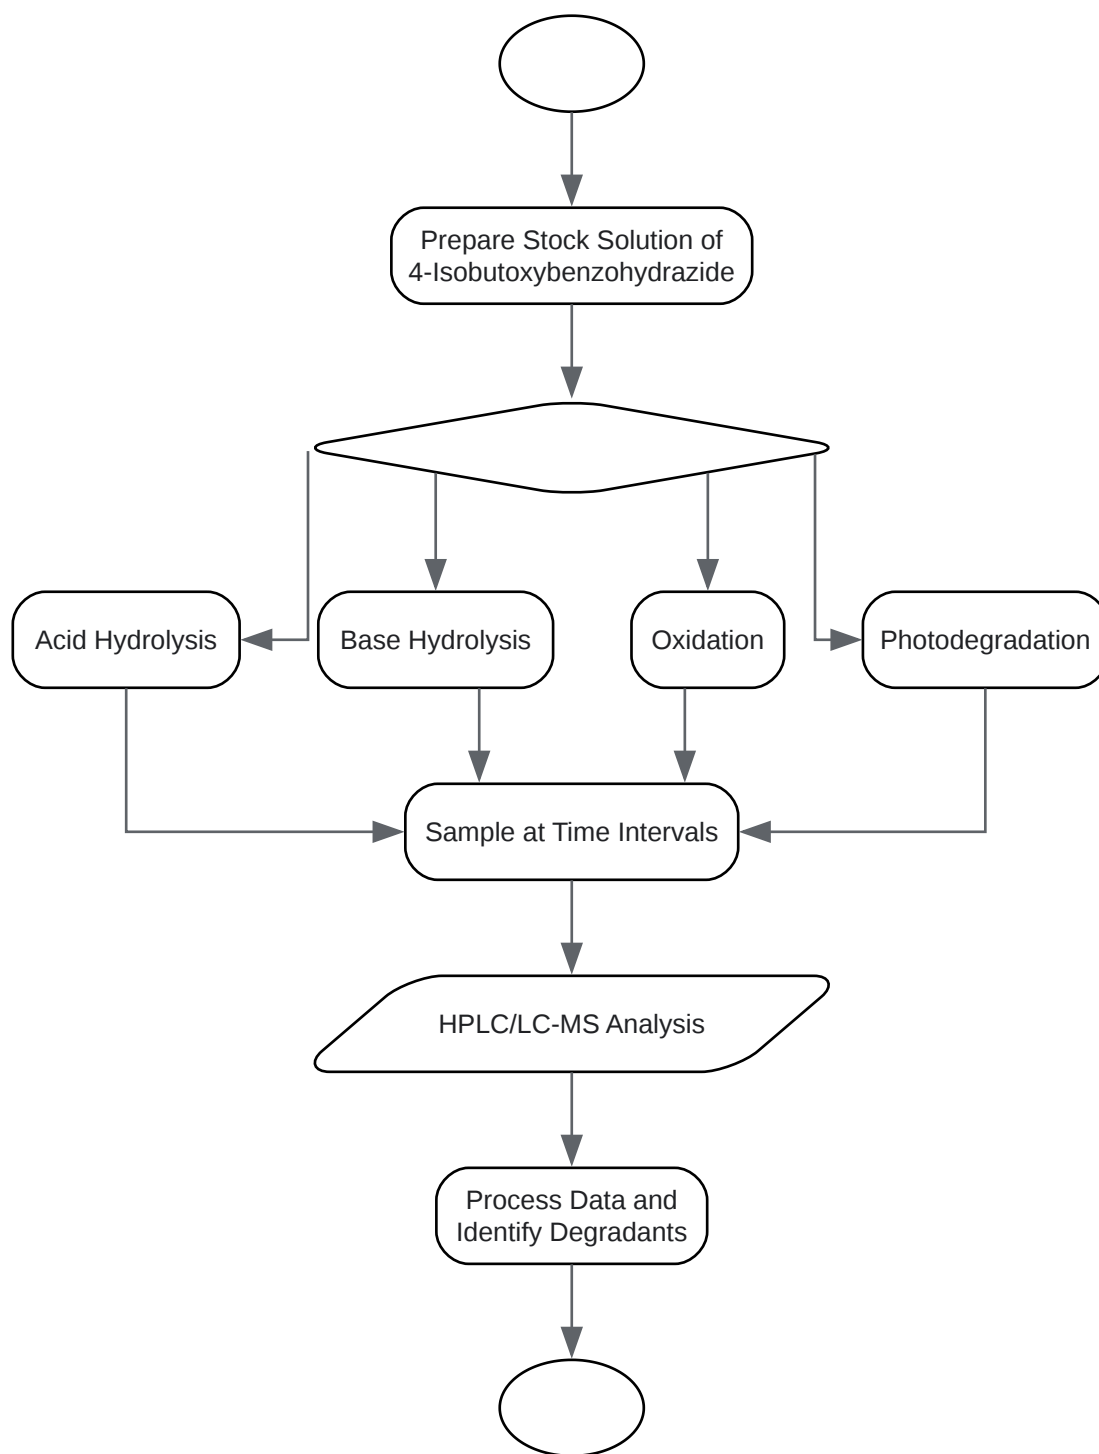 Prepare Stock Solution of
4-Isobutoxybenzohydrazide
Acid Hydrolysis
Base Hydrolysis
Oxidation
Photodegradation
Sample at Time Intervals
HPLC/LC-MS Analysis
Process Data and
Identify Degradants